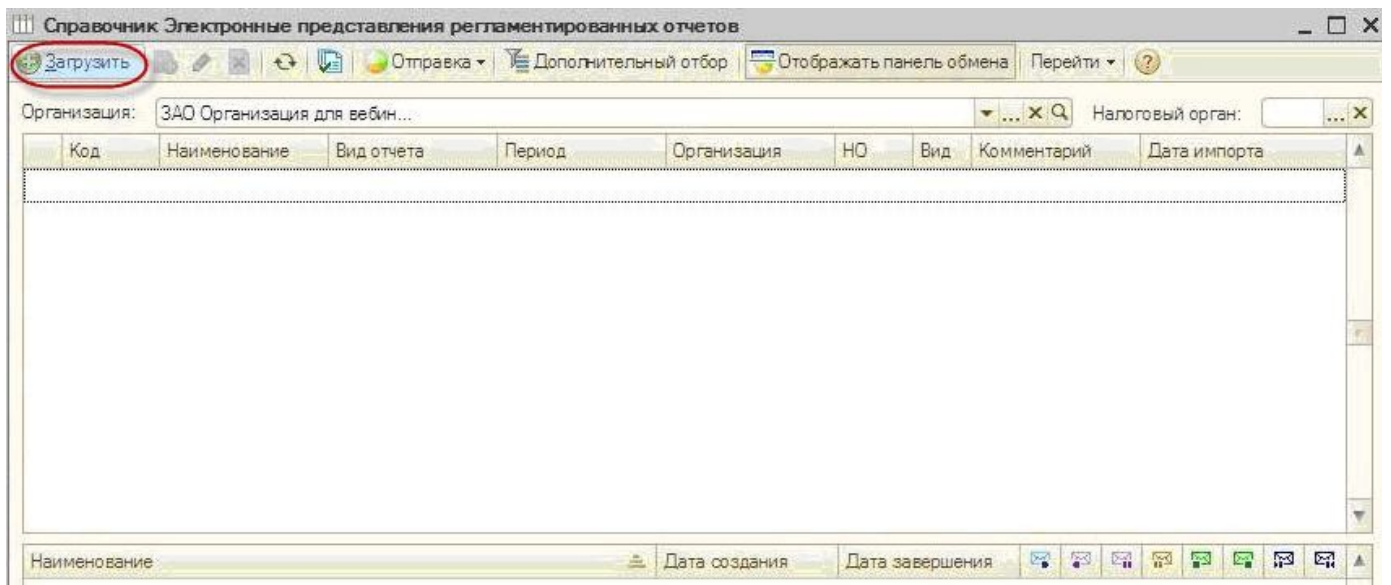 Справочник Электронные представления регламентированных отчетов
Загрузить Отправка Дополнительный отбор Отображать панель обмена Перейти ?
Организация: ЗАО Организация для вебин... ... Налоговый орган: ...
Код Наименование Вид отчета Период Организация НО Вид Комментарий Дата импорта
Наименование Дата создания Дата завершения